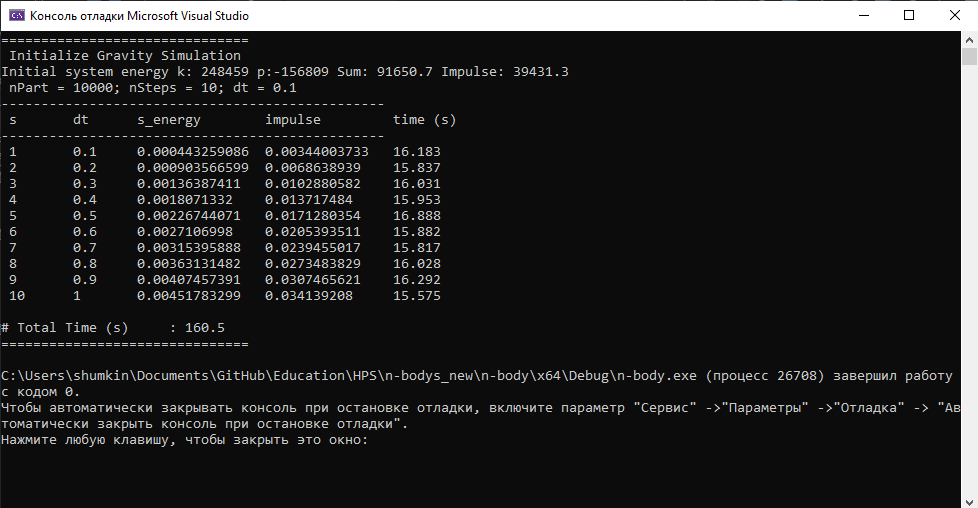 Консоль отладки Microsoft Visual Studio
===============================
Initialize Gravity Simulation
Initial system energy k: 248459 p:-156809 Sum: 91650.7 Impulse: 39431.3
nPart = 10000; nSteps = 10; dt = 0.1
------------------------------------------------
s dt s_energy impulse time (s)
------------------------------------------------
1 0.1 0.000443259086 0.00344003733 16.183
2 0.2 0.000903566599 0.0068638939 15.837
3 0.3 0.00136387411 0.0102880582 16.031
4 0.4 0.0018071332 0.013717484 15.953
5 0.5 0.00226744071 0.0171280354 16.888
6 0.6 0.0027106998 0.0205393511 15.882
7 0.7 0.00315395888 0.0239455017 15.817
8 0.8 0.00363131482 0.0273483829 16.028
9 0.9 0.00407457391 0.0307465621 16.292
10 1 0.00451783299 0.034139208 15.575
# Total Time (s) : 160.5
===============================
C:\Users\shumkin\Documents\GitHub\Education\HPS\n-bodys_new\n-body\x64\Debug\n-body.exe (процесс 26708) завершил работу
с кодом 0.
Чтобы автоматически закрывать консоль при остановке отладки, включите параметр "Сервис" ->"Параметры" ->"Отладка" -> "Ав
томатически закрыть консоль при остановке отладки".
Нажмите любую клавишу, чтобы закрыть это окно: